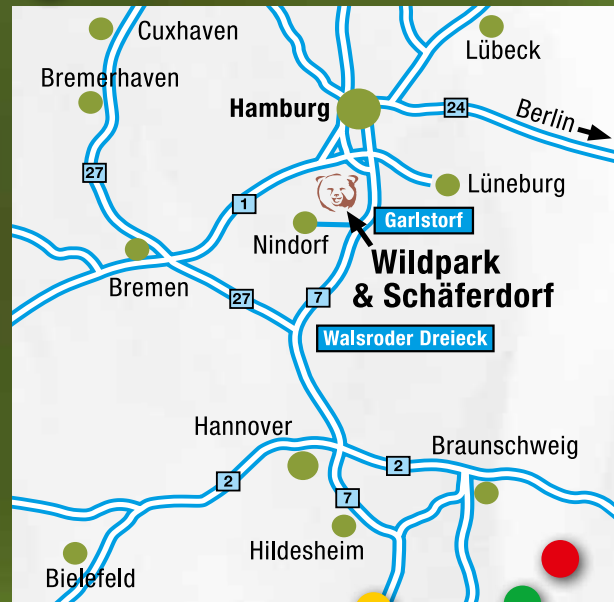 Cuxhaven
Lübeck
Bremerhaven
Hamburg
24
Berlin
27
Lüneburg
1
Garlstorf
Nindorf
Wildpark
& Schäferdorf
Bremen
27
7
Walsroder Dreieck
Hannover
Braunschweig
2
2
7
Hildesheim
Bielefeld